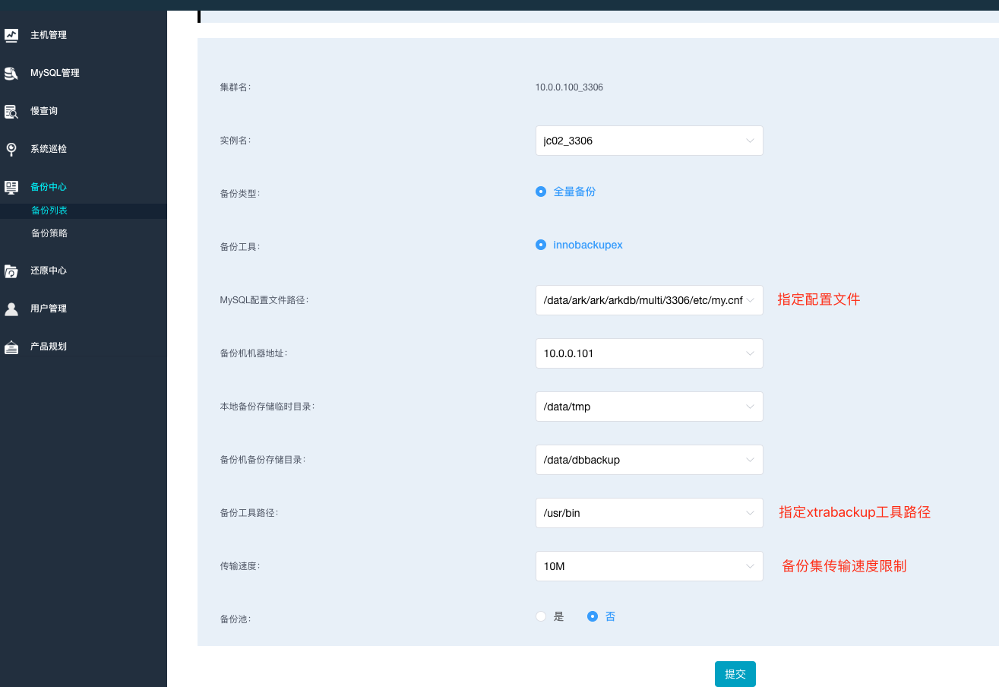 主机管理
MySQL管理
慢查询
系统巡检
备份中心
备份列表
备份策略
还原中心
用户管理
产品规划
集群名： 10.0.0.100_3306
实例名： jc02_3306
备份类型： 全量备份
备份工具： innobackupex
MySQL配置文件路径： /data/ark/ark/arkdb/multi/3306/etc/my.cnf 指定配置文件
备份机机器地址： 10.0.0.101
本地备份存储临时目录： /data/tmp
备份机备份存储目录： /data/dbbackup
备份工具路径： /usr/bin 指定xtrabackup工具路径
传输速度： 10M 备份集传输速度限制
备份池： 是 否
提交